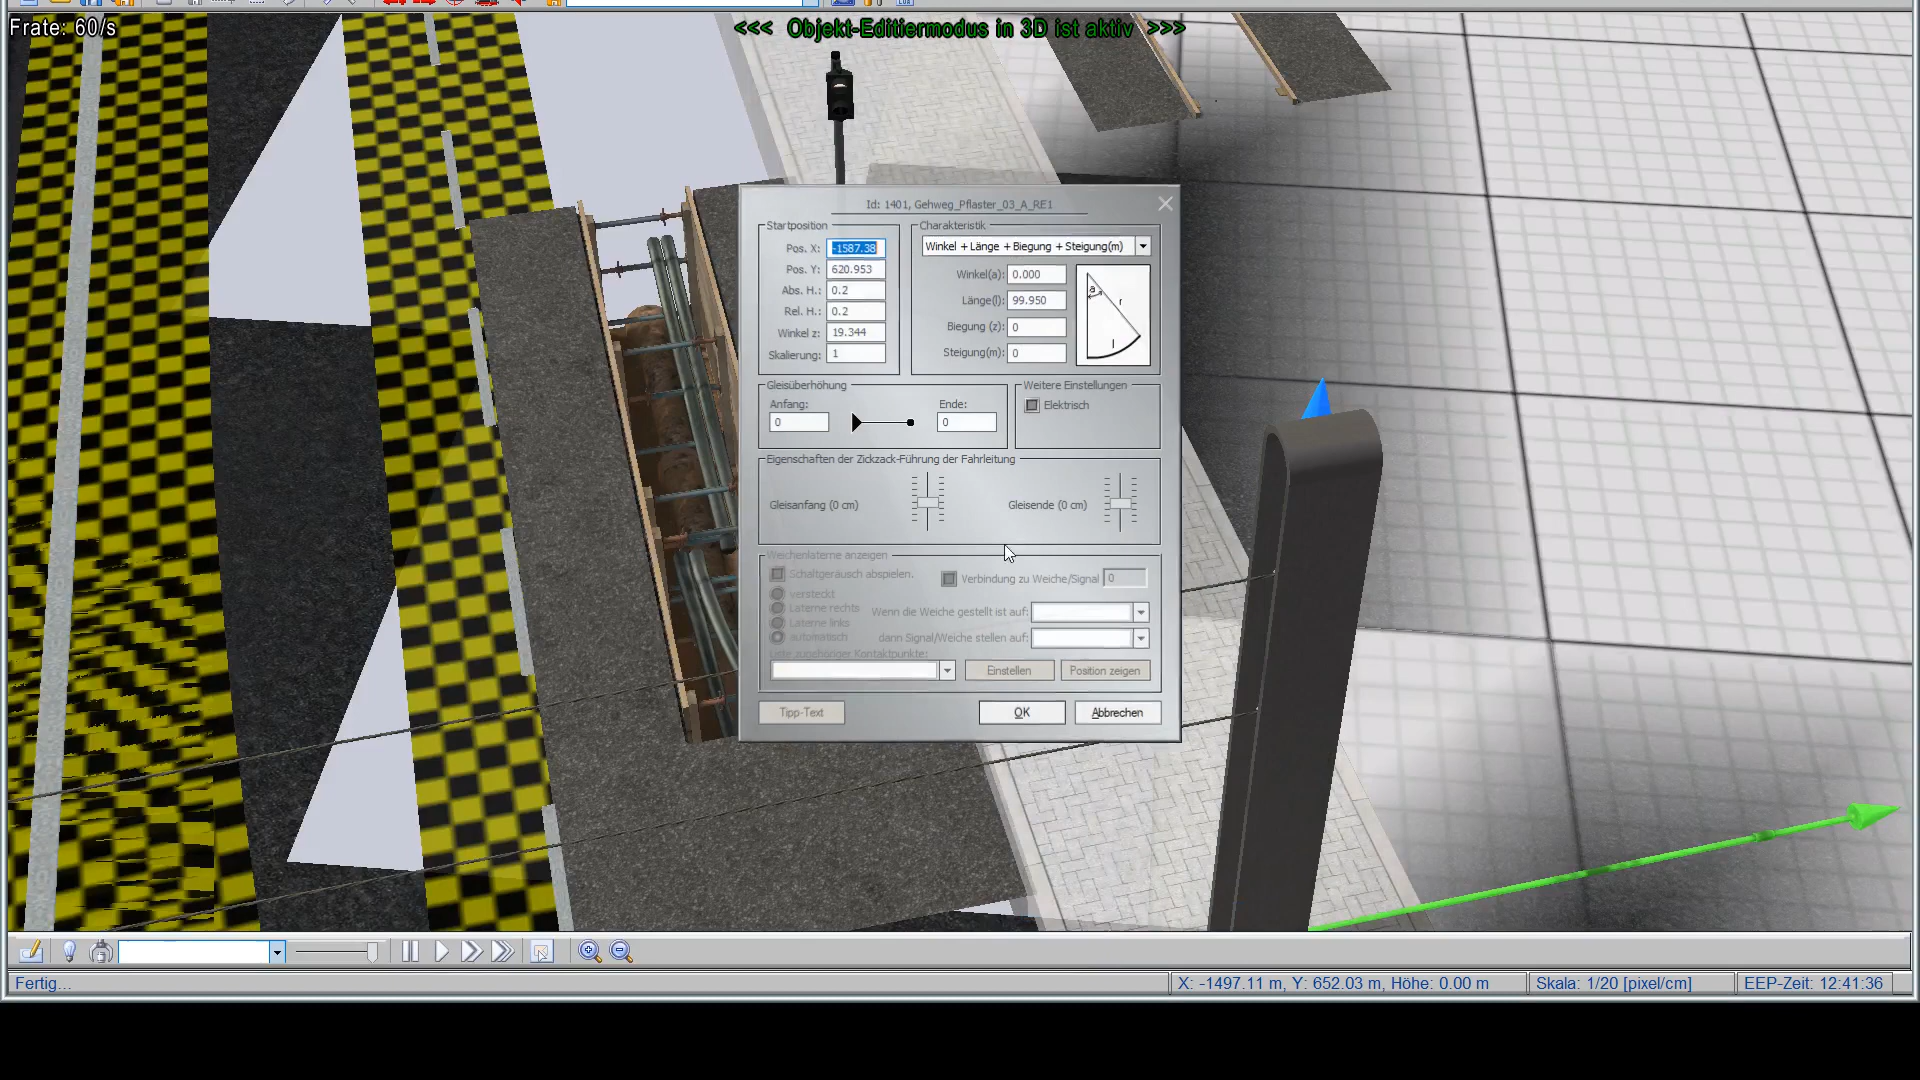 Frate: 60/s
<<< Objekt-Editiermodus in 3D ist aktiv >>>
Id: 1401, Gehweg_Pflaster_03_A_RE1
Startposition
Pos. X: -1587.38
Pos. Y: 620.953
Abs. H.: 0.2
Rel. H.: 0.2
Winkel z: 19.344
Skalierung: 1
Charakteristik
Winkel + Länge + Biegung + Steigung(m)
Winkel(a): 0.000
Länge(l): 99.950
Biegung (z): 0
Steigung(m): 0
a
r
l
Gleisüberhöhung
Anfang: Ende:
0 0
Weitere Einstellungen
Elektrisch
Eigenschaften der Zickzack-Führung der Fahrleitung
Gleisanfang (0 cm) Gleisende (0 cm)
Weichenlaterne anzeigen
Schaltgeräusch abspielen.
versteckt
Laterne rechts
Laterne links
automatisch
Verbindung zu Weiche/Signal 0
Wenn die Weiche gestellt ist auf:
dann Signal/Weiche stellen auf:
Liste zugehöriger Kontaktpunkte:
Einstellen Position zeigen
Tipp-Text OK Abbrechen
Fertig...
X: -1497.11 m, Y: 652.03 m, Höhe: 0.00 m
Skala: 1/20 [pixel/cm]
EEP-Zeit: 12:41:36